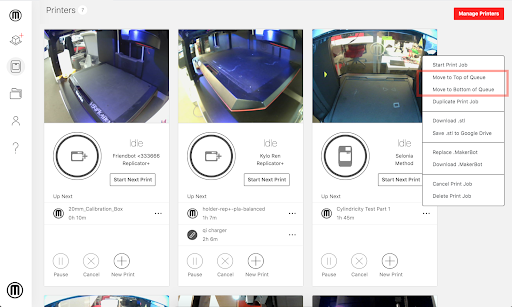 Printers 7
Manage Printers
Idle
Friendbot +333666
Replicator+
Start Next Print
Up Next
20mm_Calibration_Box
0h 10m
Pause
Cancel
New Print
Idle
Kylo Ren
Replicator+
Start Next Print
Up Next
holder-rep+-pla-balanced
1h 7m
qi charger
2h 6m
Pause
Cancel
New Print
Idle
Selonia
Method
Start Next Print
Up Next
Cylindricity Test Part 1
1h 45m
Pause
Cancel
New Print
Start Print Job
Move to Top of Queue
Move to Bottom of Queue
Duplicate Print Job
Download .stl
Save .stl to Google Drive
Replace .MakerBot
Download .MakerBot
Cancel Print Job
Delete Print Job